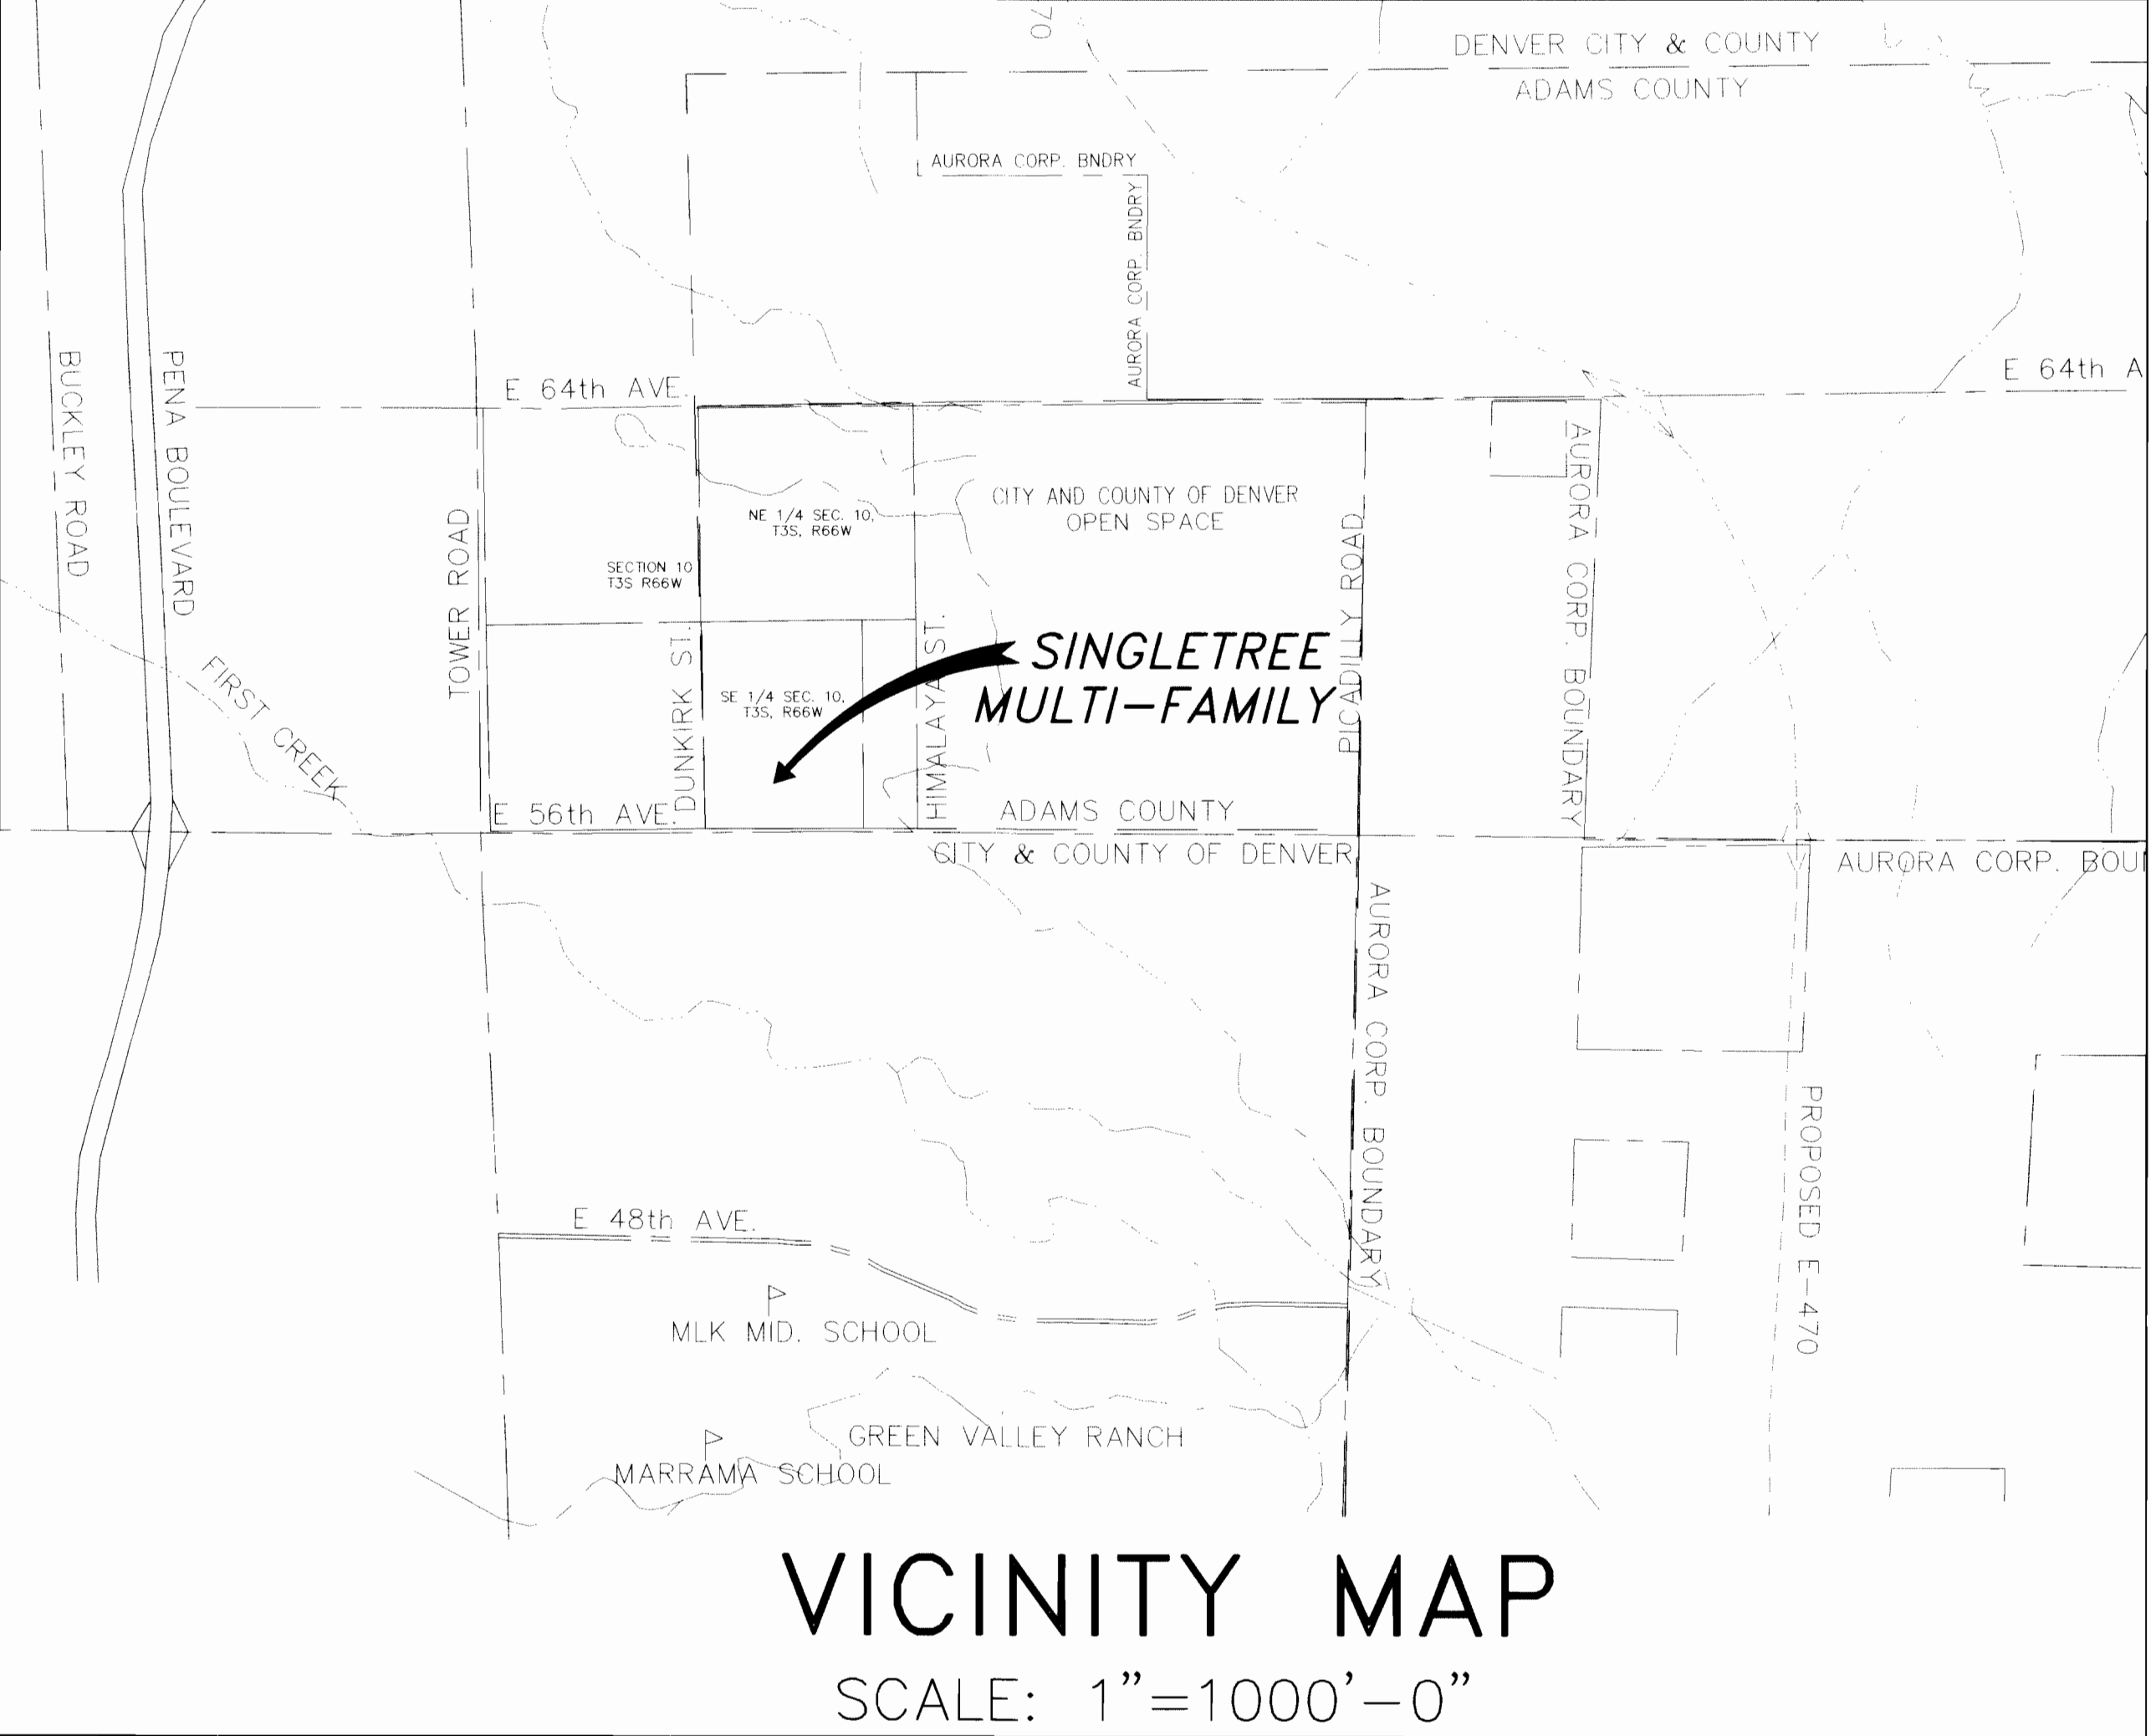 70
DENVER CITY & COUNTY
ADAMS COUNTY
AURORA CORP. BNDRY
AURORA CORP. BNDRY
BUCKLEY ROAD
PENA BOULEVARD
E 64th AVE.
E 64th A
TOWER ROAD
NE 1/4 SEC. 10,
T3S, R66W
CITY AND COUNTY OF DENVER
OPEN SPACE
SECTION 10
T3S R66W
PICADILLY ROAD
AURORA CORP. BOUNDARY
FIRST CREEK
DUNKIRK ST.
SE 1/4 SEC. 10,
T3S, R66W
HIMALAYA ST.
SINGLETREE
MULTI-FAMILY
E 56th AVE.
ADAMS COUNTY
CITY & COUNTY OF DENVER
AURORA CORP. BOU
AURORA CORP. BOUNDARY
PROPOSED E-470
E 48th AVE.
MLK MID. SCHOOL
GREEN VALLEY RANCH
MARRAMA SCHOOL
VICINITY MAP
SCALE: 1"=1000'-0"